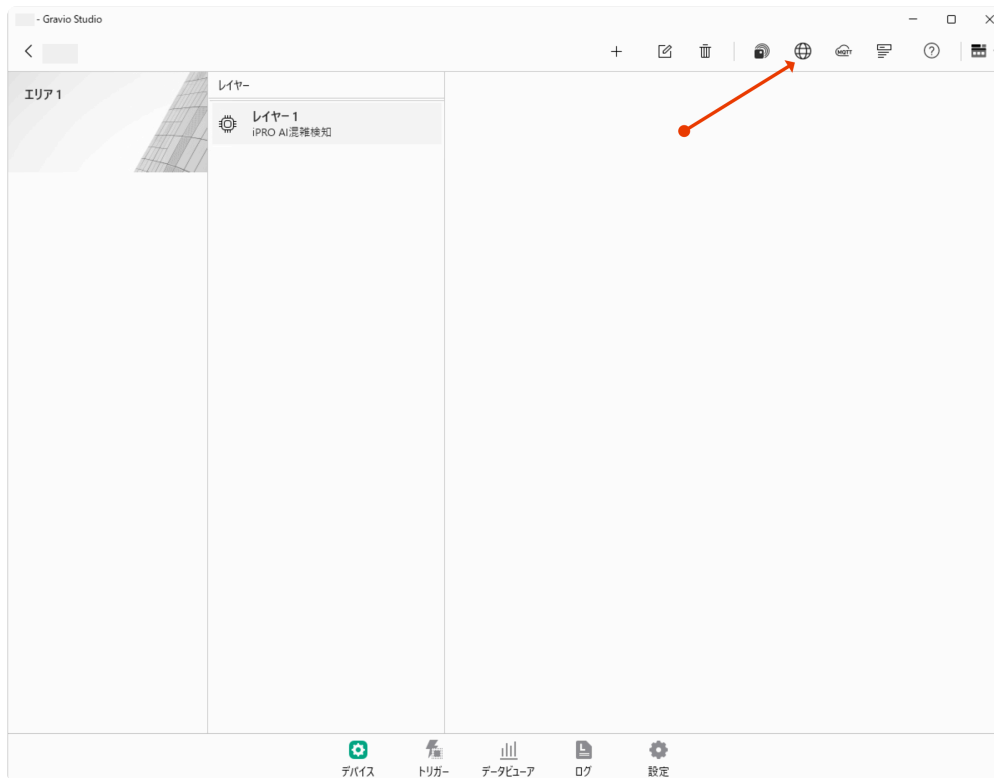 - Gravio Studio
MQTT
エリア 1
レイヤー
レイヤー 1
iPRO AI混雑検知
デバイス
トリガー
データビューア
ログ
設定